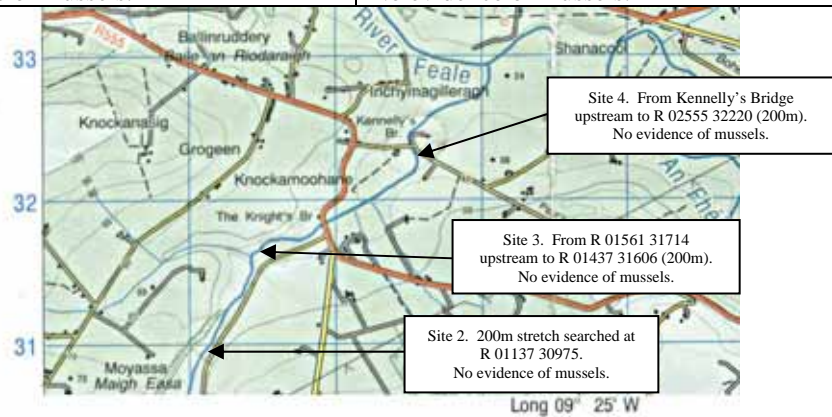 33
R555
Ballinruddery
Baile an Riodaraigh
River
Feale
Shanacool
Inchymagilleragh
Site 4. From Kennelly's Bridge
upstream to R 02555 32220 (200m).
No evidence of mussels.
Knockanasig
Kennelly's
Br
Grogeen
32
Knockamoohane
The Knight's Br
Site 3. From R 01561 31714
upstream to R 01437 31606 (200m).
No evidence of mussels.
31
Site 2. 200m stretch searched at
R 01137 30975.
No evidence of mussels.
Moyassa
Maigh Easa
Long 09° 25' W